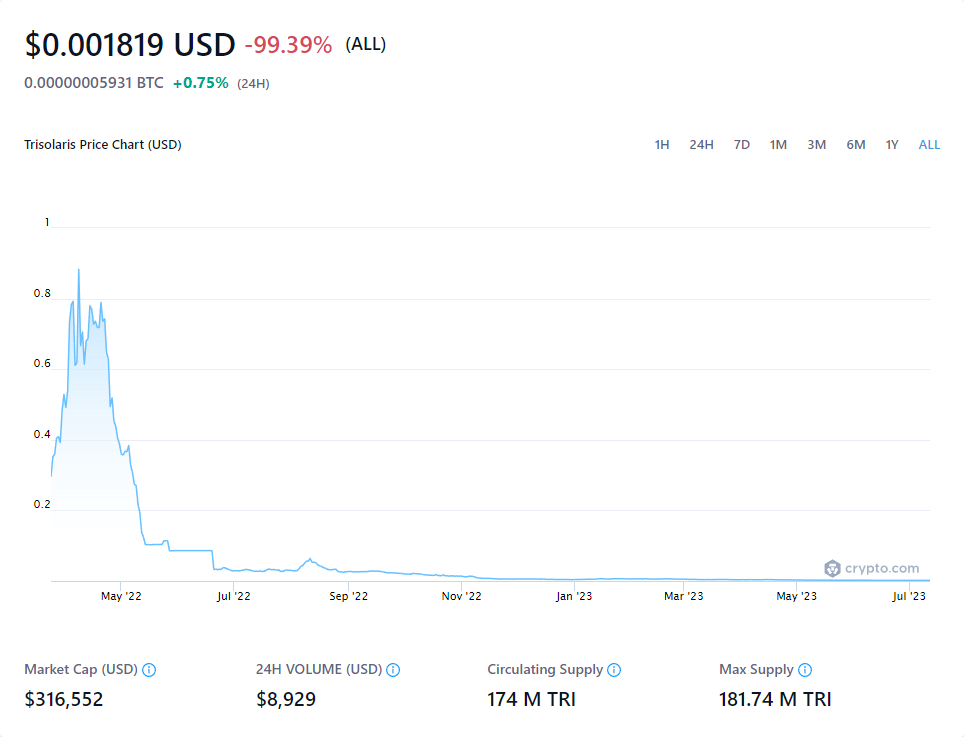 $0.001819 USD -99.39% (ALL)
0.00000005931 BTC +0.75% (24H)
Trisolaris Price Chart (USD)
1H 24H 7D 1M 3M 6M 1Y ALL
1
0.8
0.6
0.4
0.2
crypto.com
May '22 Jul '22 Sep '22 Nov '22 Jan '23 Mar '23 May '23 Jul '23
Market Cap (USD) 24H VOLUME (USD) Circulating Supply Max Supply
$316,552 $8,929 174 M TRI 181.74 M TRI